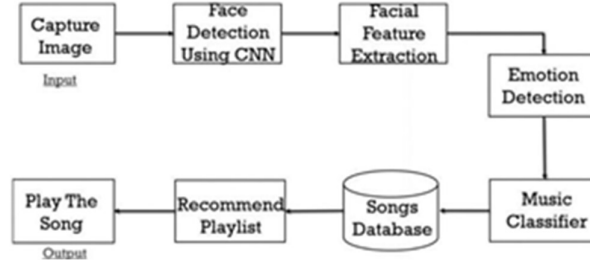 Capture
Image
Input
Face
Detection
Using CNN
Facial
Feature
Extraction
Emotion
Detection
Music
Classifier
Songs
Database
Recommend
Playlist
Play The
Song
Output